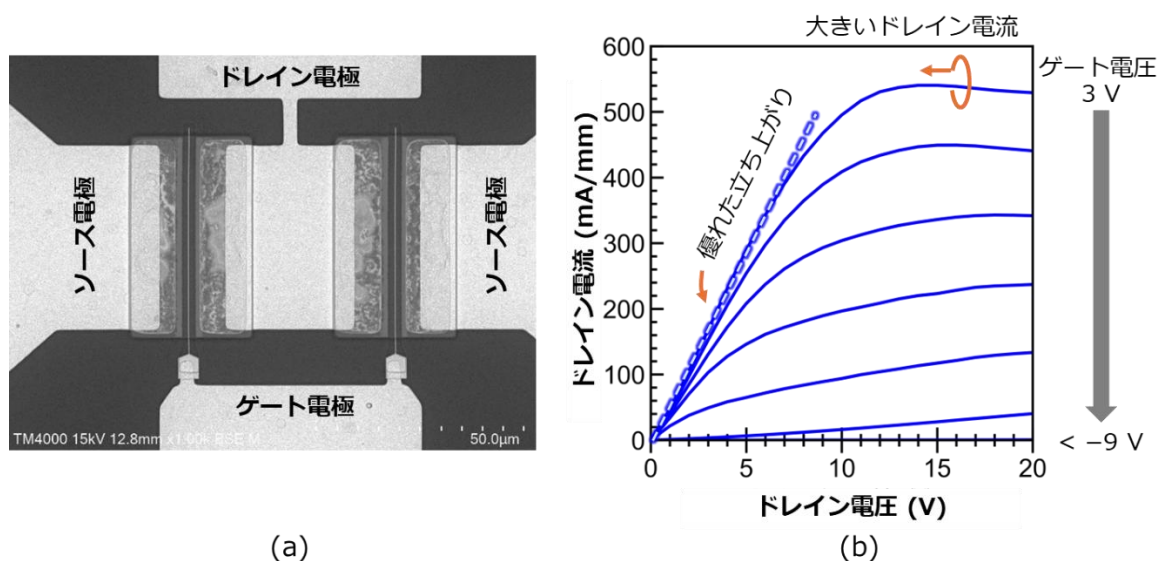 ドレイン電極
ソース電極
ソース電極
ゲート電極
TM4000 15kV 12.8mm x1.00k BSE M
50.0µm
(a)
大きいドレイン電流
ゲート電圧
3 V
< −9 V
優れた立ち上がり
ドレイン電流 (mA/mm)
600
500
400
300
200
100
0
0
5
10
15
20
ドレイン電圧 (V)
(b)